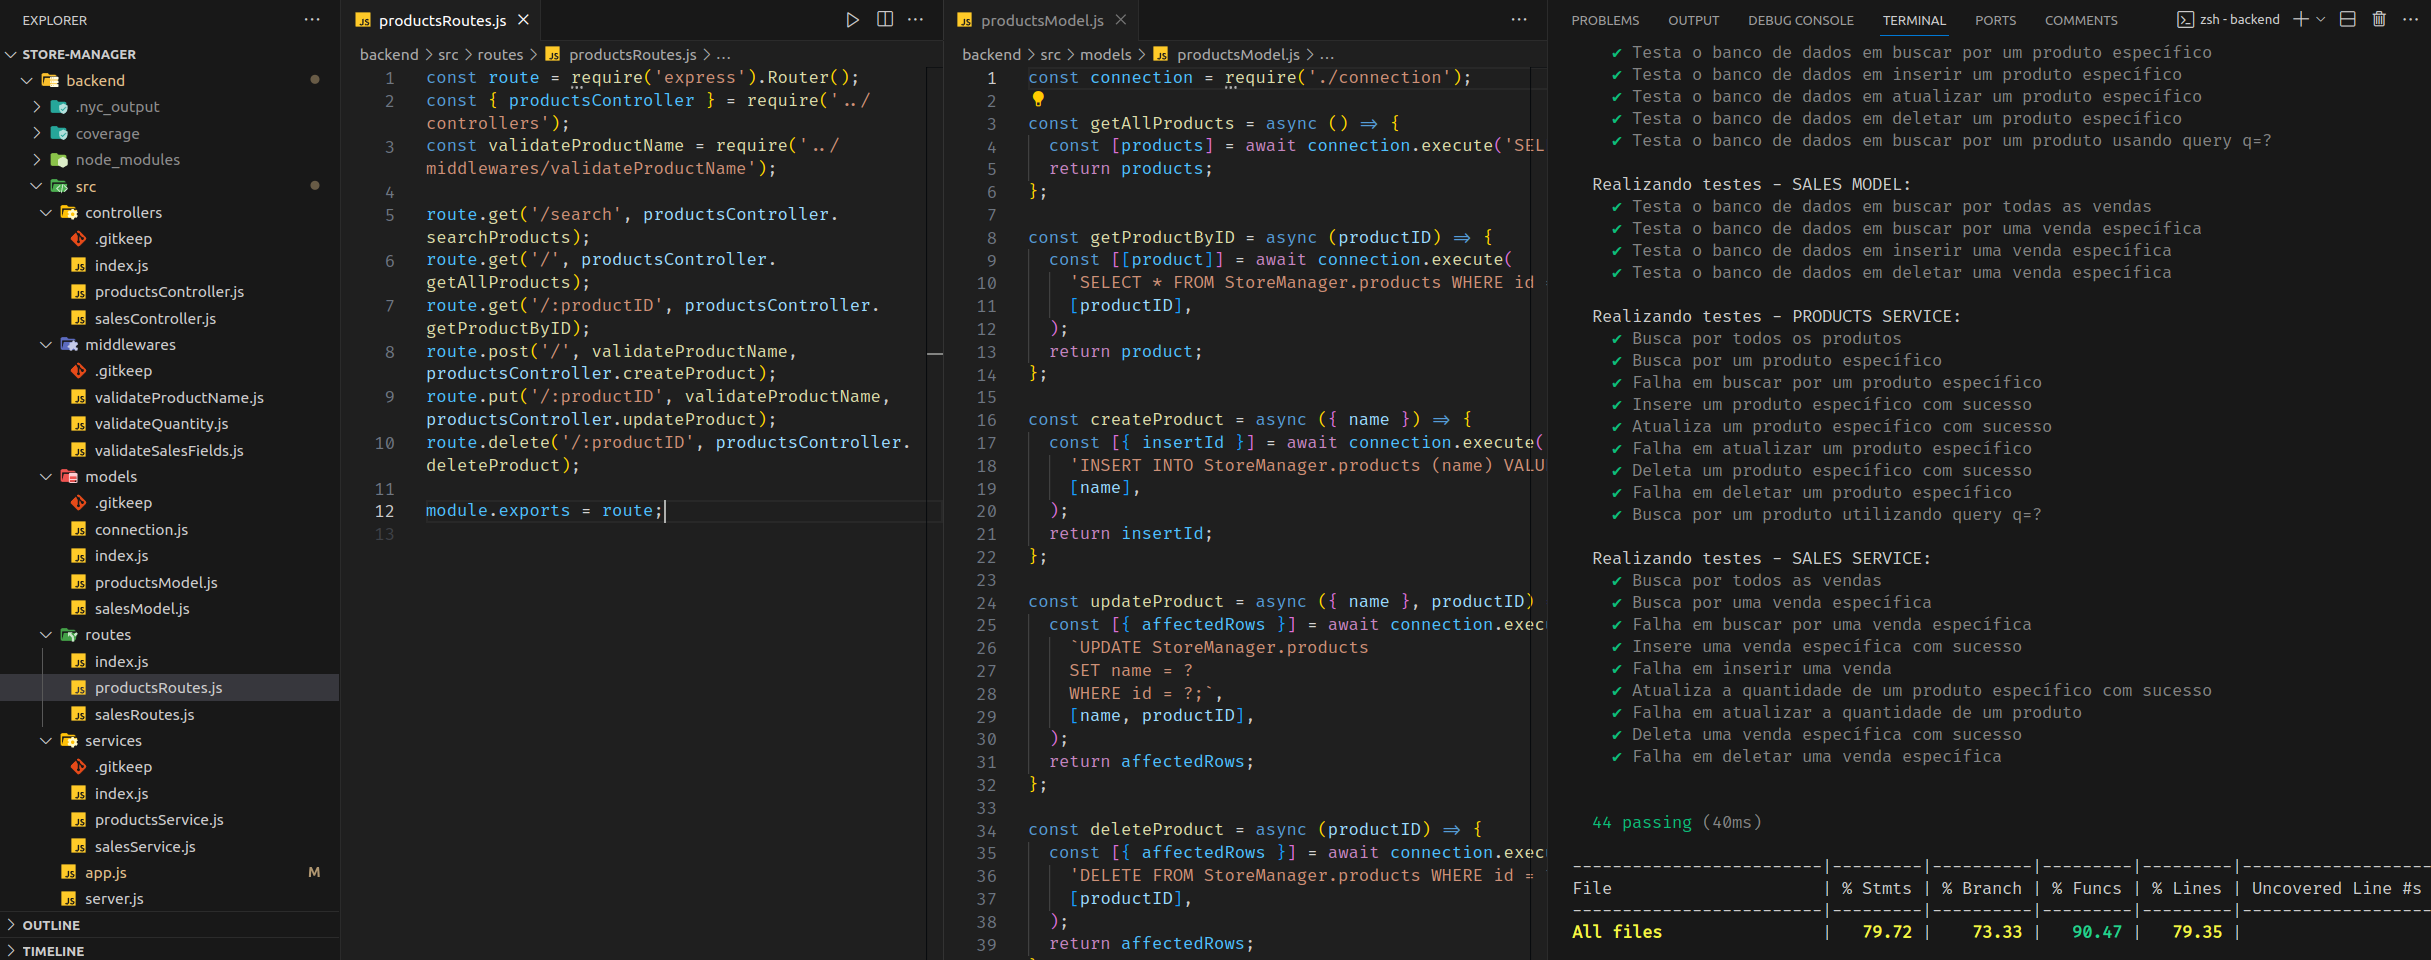 EXPLORER
STORE-MANAGER
backend
.nyc_output
coverage
node_modules
src
controllers
.gitkeep
index.js
productsController.js
salesController.js
middlewares
.gitkeep
validateProductName.js
validateQuantity.js
validateSalesFields.js
models
.gitkeep
connection.js
index.js
productsModel.js
salesModel.js
routes
index.js
productsRoutes.js
salesRoutes.js
services
.gitkeep
index.js
productsService.js
salesService.js
app.js M
server.js
OUTLINE
TIMELINE
productsRoutes.js
backend > src > routes > productsRoutes.js > ...
1 const route = require('express').Router();
2 const { productsController } = require('../
controllers');
3 const validateProductName = require('../
middlewares/validateProductName');
4
5 route.get('/search', productsController.
searchProducts);
6 route.get('/', productsController.
getAllProducts);
7 route.get('/:productID', productsController.
getProductByID);
8 route.post('/', validateProductName,
productsController.createProduct);
9 route.put('/:productID', validateProductName,
productsController.updateProduct);
10 route.delete('/:productID', productsController.
deleteProduct);
11
12 module.exports = route;
13
productsModel.js
backend > src > models > productsModel.js > ...
1 const connection = require('./connection');
2
3 const getAllProducts = async () => {
4 const [products] = await connection.execute('SEL
5 return products;
6 };
7
8 const getProductByID = async (productID) => {
9 const [[product]] = await connection.execute(
10 'SELECT * FROM StoreManager.products WHERE id =
11 [productID],
12 );
13 return product;
14 };
15
16 const createProduct = async ({ name }) => {
17 const [{ insertId }] = await connection.execute(
18 'INSERT INTO StoreManager.products (name) VALU
19 [name],
20 );
21 return insertId;
22 };
23
24 const updateProduct = async ({ name }, productID)
25 const [{ affectedRows }] = await connection.exec
26 `UPDATE StoreManager.products
27 SET name = ?
28 WHERE id = ?;`,
29 [name, productID],
30 );
31 return affectedRows;
32 };
33
34 const deleteProduct = async (productID) => {
35 const [{ affectedRows }] = await connection.exec
36 'DELETE FROM StoreManager.products WHERE id =
37 [productID],
38 );
39 return affectedRows;
PROBLEMS OUTPUT DEBUG CONSOLE TERMINAL PORTS COMMENTS zsh - backend
✔ Testa o banco de dados em buscar por um produto específico
✔ Testa o banco de dados em inserir um produto específico
✔ Testa o banco de dados em atualizar um produto específico
✔ Testa o banco de dados em deletar um produto específico
✔ Testa o banco de dados em buscar por um produto usando query q=?
Realizando testes - SALES MODEL:
✔ Testa o banco de dados em buscar por todas as vendas
✔ Testa o banco de dados em buscar por uma venda específica
✔ Testa o banco de dados em inserir uma venda específica
✔ Testa o banco de dados em deletar uma venda específica
Realizando testes - PRODUCTS SERVICE:
✔ Busca por todos os produtos
✔ Busca por um produto específico
✔ Falha em buscar por um produto específico
✔ Insere um produto específico com sucesso
✔ Atualiza um produto específico com sucesso
✔ Falha em atualizar um produto específico
✔ Deleta um produto específico com sucesso
✔ Falha em deletar um produto específico
✔ Busca por um produto utilizando query q=?
Realizando testes - SALES SERVICE:
✔ Busca por todos as vendas
✔ Busca por uma venda específica
✔ Falha em buscar por uma venda específica
✔ Insere uma venda específica com sucesso
✔ Falha em inserir uma venda
✔ Atualiza a quantidade de um produto específico com sucesso
✔ Falha em atualizar a quantidade de um produto
✔ Deleta uma venda específica com sucesso
✔ Falha em deletar uma venda específica
44 passing (40ms)
-------------------------|---------|----------|---------|---------|-------------------
File | % Stmts | % Branch | % Funcs | % Lines | Uncovered Line #s
-------------------------|---------|----------|---------|---------|-------------------
All files | 79.72 | 73.33 | 90.47 | 79.35 |